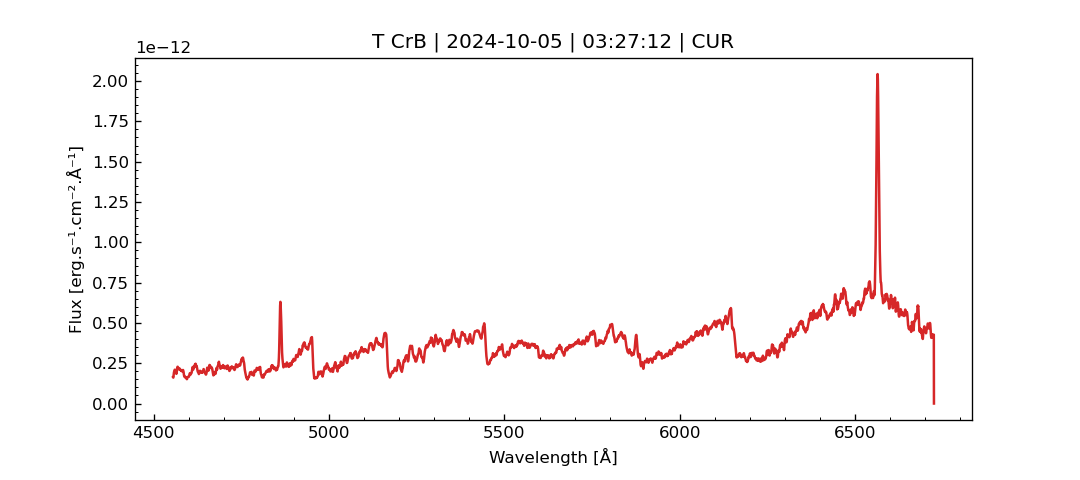 T CrB | 2024-10-05 | 03:27:12 | CUR
1e−12
2.00
1.75
1.50
1.25
1.00
0.75
0.50
0.25
0.00
Flux [erg.s⁻¹.cm⁻².Å⁻¹]
4500 5000 5500 6000 6500
Wavelength [Å]